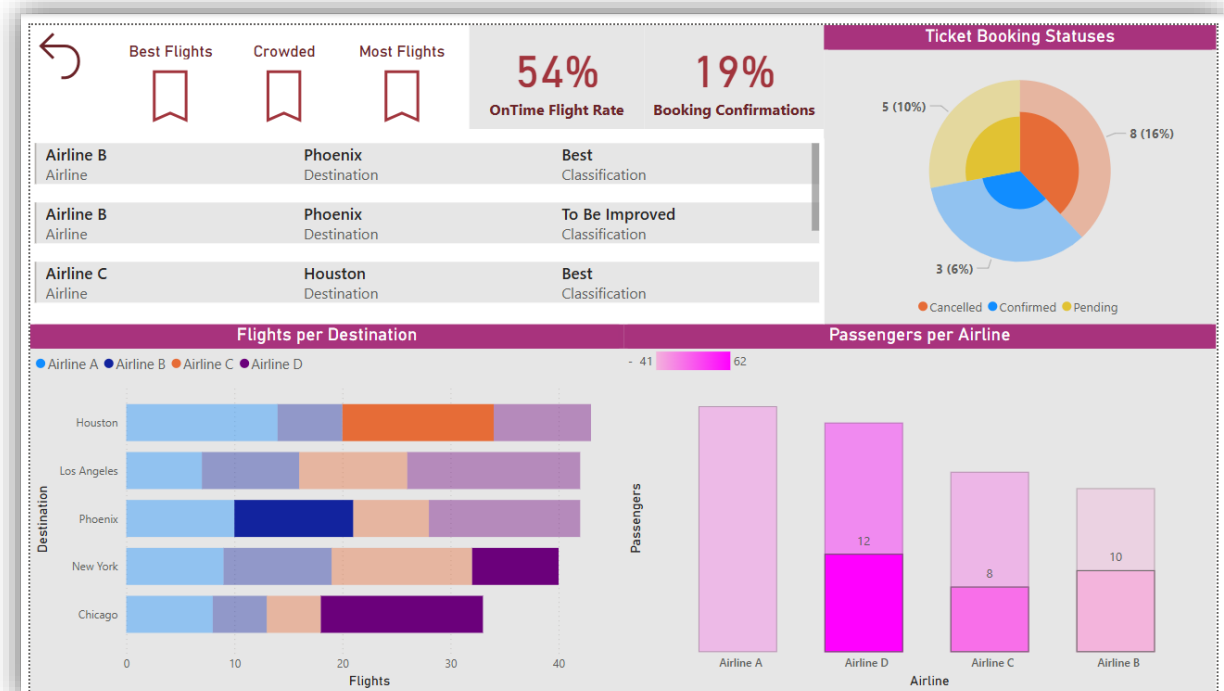 Best Flights Crowded Most Flights
54%
OnTime Flight Rate
19%
Booking Confirmations
Ticket Booking Statuses
5 (10%)
8 (16%)
3 (6%)
Cancelled Confirmed Pending
Airline B Phoenix Best
Airline Destination Classification
Airline B Phoenix To Be Improved
Airline Destination Classification
Airline C Houston Best
Airline Destination Classification
Flights per Destination
Airline A Airline B Airline C Airline D
Destination
Houston
Los Angeles
Phoenix
New York
Chicago
0 10 20 30 40
Flights
Passengers per Airline
- 41 62
Passengers
12
8
10
Airline A Airline D Airline C Airline B
Airline